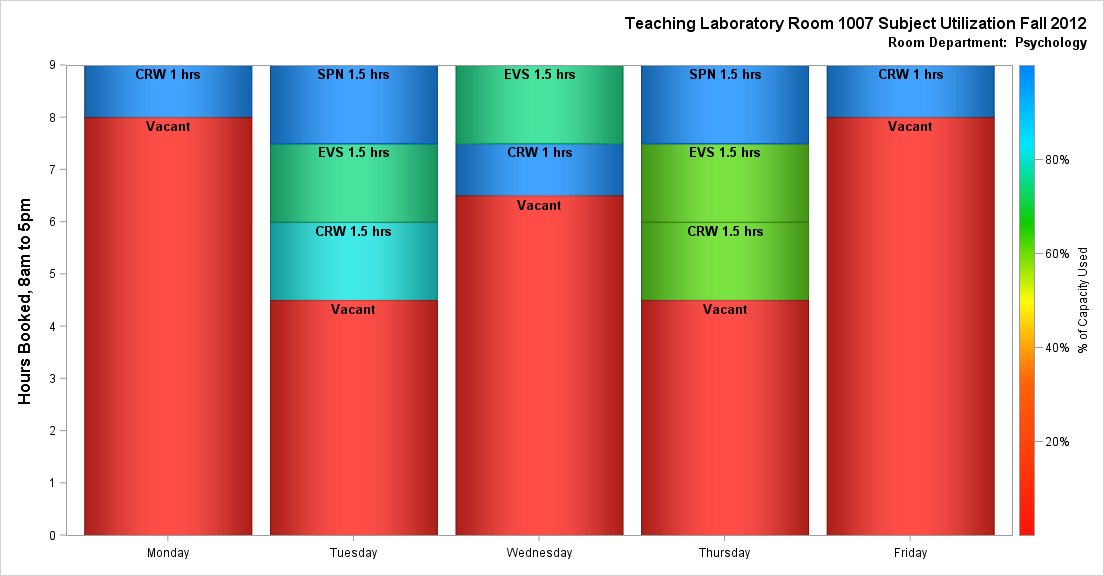 Teaching Laboratory Room 1007 Subject Utilization Fall 2012
Room Department: Psychology
Hours Booked, 8am to 5pm
9
8
7
6
5
4
3
2
1
0
CRW 1 hrs
Vacant
Monday
SPN 1.5 hrs
EVS 1.5 hrs
CRW 1.5 hrs
Vacant
Tuesday
EVS 1.5 hrs
CRW 1 hrs
Vacant
Wednesday
SPN 1.5 hrs
EVS 1.5 hrs
CRW 1.5 hrs
Vacant
Thursday
CRW 1 hrs
Vacant
Friday
80%
60%
40%
20%
% of Capacity Used